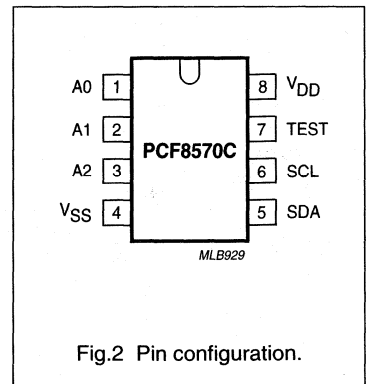 A0 1 8 VDD
A1 2 7 TEST
PCF8570C
A2 3 6 SCL
VSS 4 5 SDA
MLB929
Fig.2 Pin configuration.